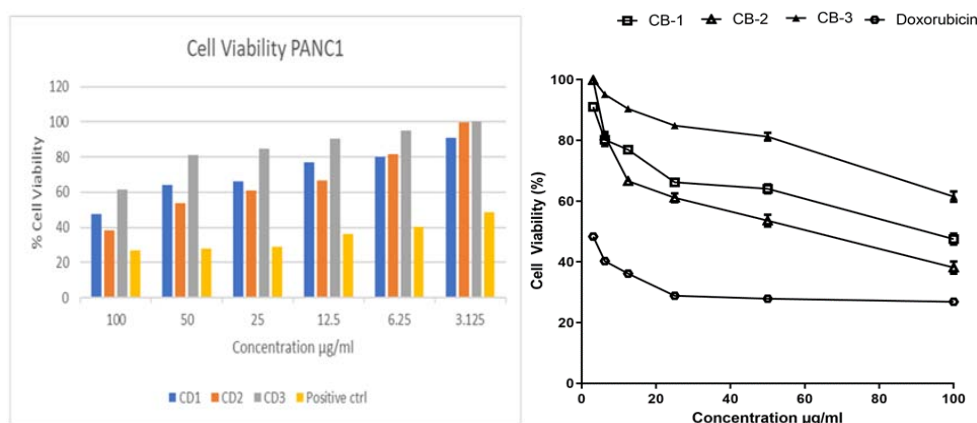 Cell Viability PANC1
% Cell Viability
120
100
80
60
40
20
0
100 50 25 12.5 6.25 3.125
Concentration µg/ml
CD1 CD2 CD3 Positive ctrl
CB-1 CB-2 CB-3 Doxorubicin
Cell Viability (%)
100
80
60
40
20
0
0 20 40 60 80 100
Concentration µg/ml